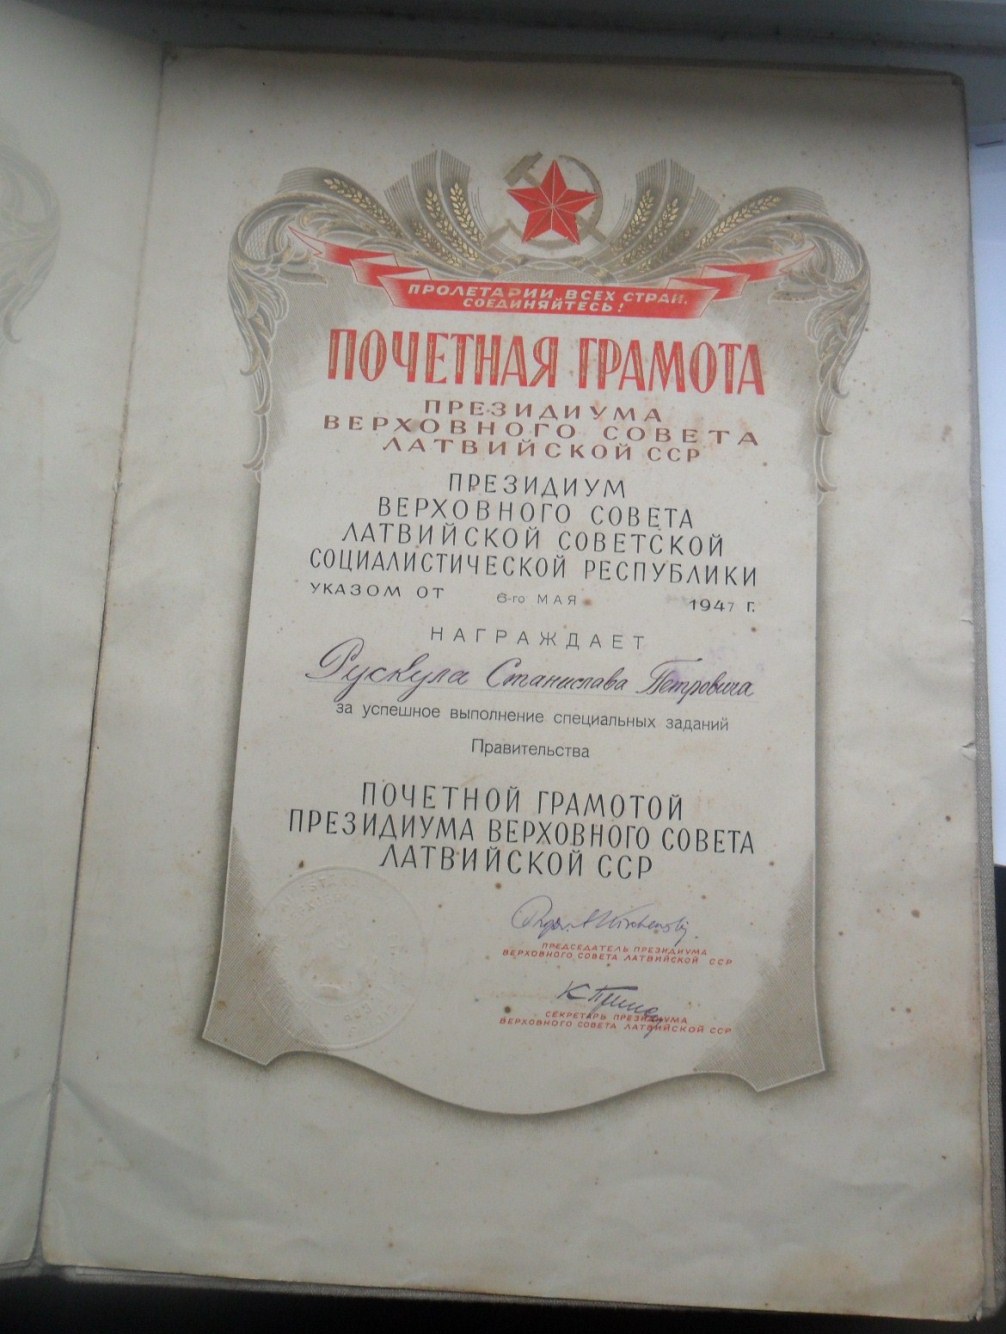 ПРОЛЕТАРИИ ВСЕХ СТРАН,
СОЕДИНЯЙТЕСЬ!
ПОЧЕТНАЯ ГРАМОТА
ПРЕЗИДИУМА
ВЕРХОВНОГО СОВЕТА
ЛАТВИЙСКОЙ ССР
ПРЕЗИДИУМ
ВЕРХОВНОГО СОВЕТА
ЛАТВИЙСКОЙ СОВЕТСКОЙ
СОЦИАЛИСТИЧЕСКОЙ РЕСПУБЛИКИ
УКАЗОМ ОТ 6-го МАЯ 1947 Г.
НАГРАЖДАЕТ
Рускула Станислава Петровича
за успешное выполнение специальных заданий
Правительства
ПОЧЕТНОЙ ГРАМОТОЙ
ПРЕЗИДИУМА ВЕРХОВНОГО СОВЕТА
ЛАТВИЙСКОЙ ССР
ПРЕДСЕДАТЕЛЬ ПРЕЗИДИУМА
ВЕРХОВНОГО СОВЕТА ЛАТВИЙСКОЙ ССР
СЕКРЕТАРЬ ПРЕЗИДИУМА
ВЕРХОВНОГО СОВЕТА ЛАТВИЙСКОЙ ССР